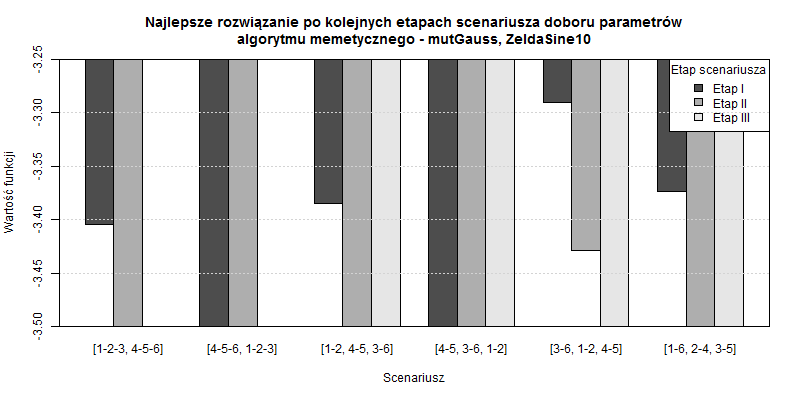 Najlepsze rozwiązanie po kolejnych etapach scenariusza doboru parametrów
algorytmu memetycznego - mutGauss, ZeldaSine10
Wartość funkcji
-3.25
-3.30
-3.35
-3.40
-3.45
-3.50
Etap scenariusza
Etap I
Etap II
Etap III
[1-2-3, 4-5-6]
[4-5-6, 1-2-3]
[1-2, 4-5, 3-6]
[4-5, 3-6, 1-2]
[3-6, 1-2, 4-5]
[1-6, 2-4, 3-5]
Scenariusz